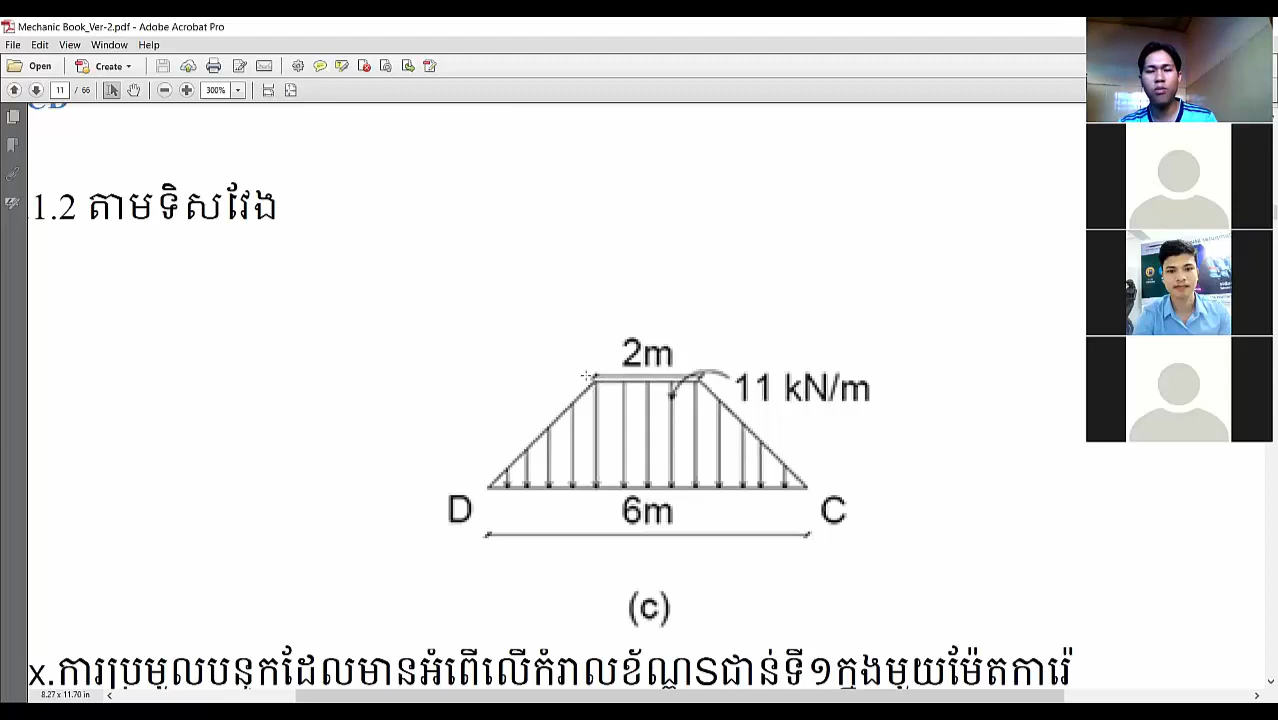 Mechanic Book_Ver-2.pdf - Adobe Acrobat Pro
File Edit View Window Help
Open Create
11 / 66 300%
CD
.1.2 តាមទិសវែង
2m
11 kN/m
D 6m C
(c)
x.ការប្រមូលបន្ទុកដែលមានអំពើលើកំរាលខ័ណ្ឌSជាន់ទី១ក្នុងមួយម៉ែតការ៉េ
8.27 x 11.70 in